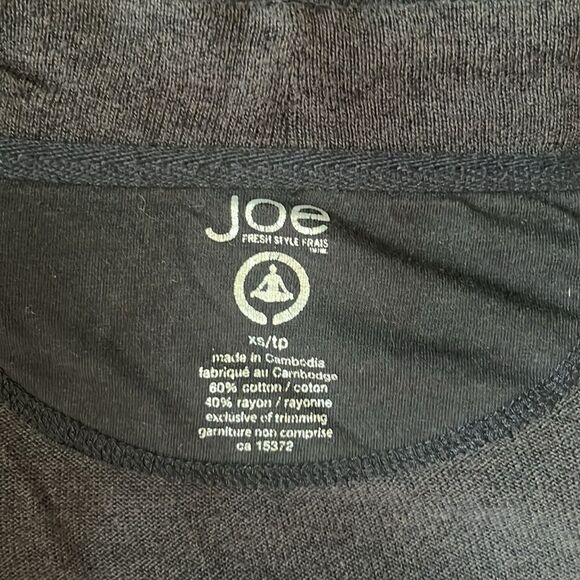 Joe
FRESH STYLE FRAIS
xs/tp
made in Cambodia
fabriqué au Cambodge
60% cotton / coton
40% rayon / rayonne
exclusive of trimming
garniture non comprise
ca 15372